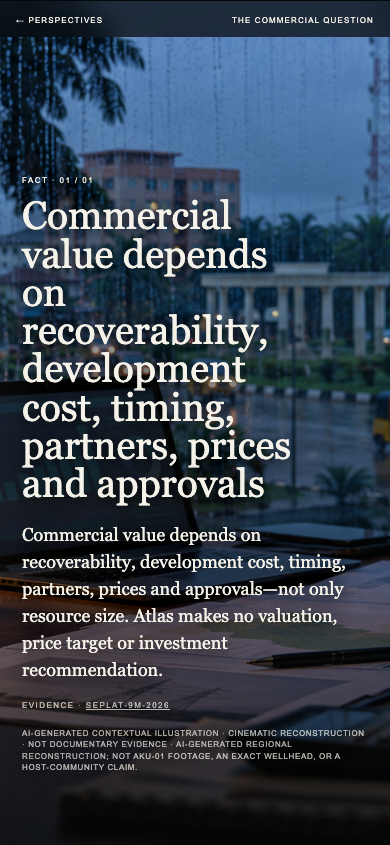 ← PERSPECTIVES
THE COMMERCIAL QUESTION
FACT · 01 / 01
Commercial
value depends
on
recoverability,
development
cost, timing,
partners, prices
and approvals
Commercial value depends on
recoverability, development cost, timing,
partners, prices and approvals—not only
resource size. Atlas makes no valuation,
price target or investment
recommendation.
EVIDENCE · SEPLAT-9M-2026
AI-GENERATED CONTEXTUAL ILLUSTRATION · CINEMATIC RECONSTRUCTION
· NOT DOCUMENTARY EVIDENCE · AI-GENERATED REGIONAL
RECONSTRUCTION; NOT AKU-01 FOOTAGE, AN EXACT WELLHEAD, OR A
HOST-COMMUNITY CLAIM.